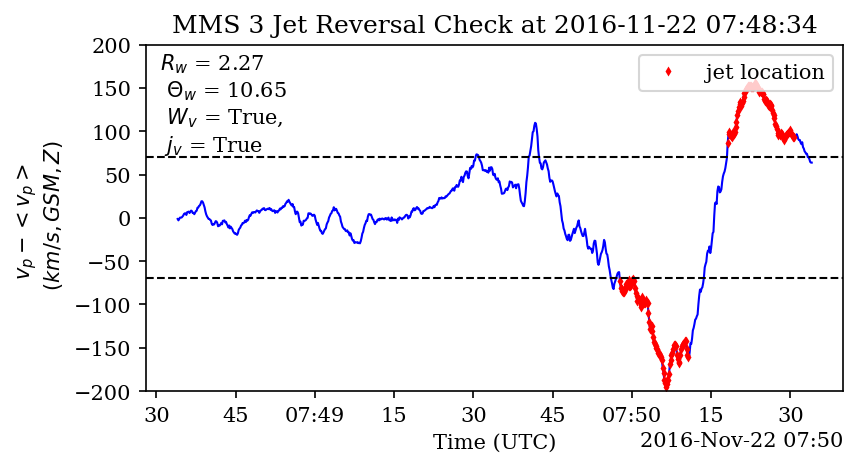 MMS 3 Jet Reversal Check at 2016-11-22 07:48:34
R_w = 2.27
Θ_w = 10.65
W_v = True,
j_v = True
jet location
200
150
100
50
0
−50
−100
−150
−200
v_p − < v_p >
(km/s, GSM, Z)
30 45 07:49 15 30 45 07:50 15 30
Time (UTC)
2016-Nov-22 07:50